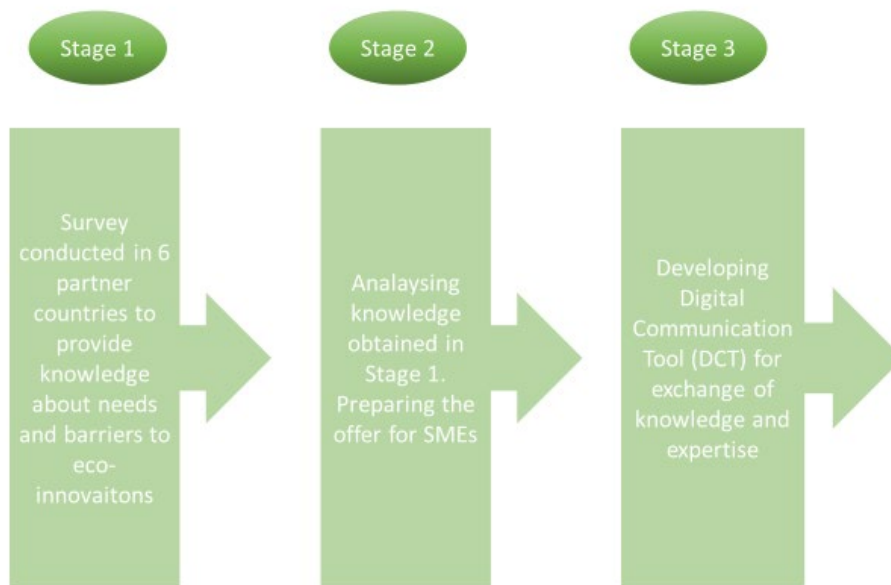 Stage 1
Survey
conducted in 6
partner
countries to
provide
knowledge
about needs
and barriers to
eco-
innovaitons
Stage 2
Analaysing
knowledge
obtained in
Stage 1.
Preparing the
offer for SMEs
Stage 3
Developing
Digital
Communication
Tool (DCT) for
exchange of
knowledge and
expertise